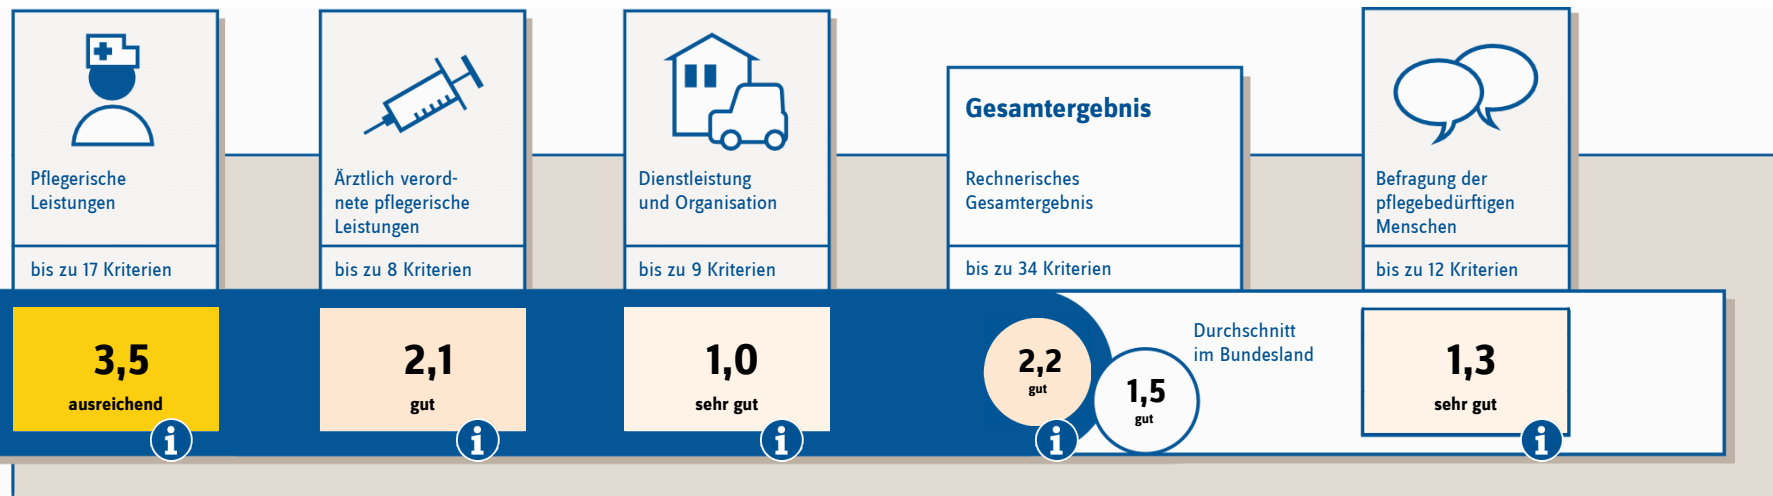 Pflegerische
Leistungen
bis zu 17 Kriterien
3,5
ausreichend
i
Ärztlich verord-
nete pflegerische
Leistungen
bis zu 8 Kriterien
2,1
gut
i
Dienstleistung
und Organisation
bis zu 9 Kriterien
1,0
sehr gut
i
Gesamtergebnis
Rechnerisches
Gesamtergebnis
bis zu 34 Kriterien
2,2
gut
i
1,5
gut
Durchschnitt
im Bundesland
Befragung der
pflegebedürftigen
Menschen
bis zu 12 Kriterien
1,3
sehr gut
i